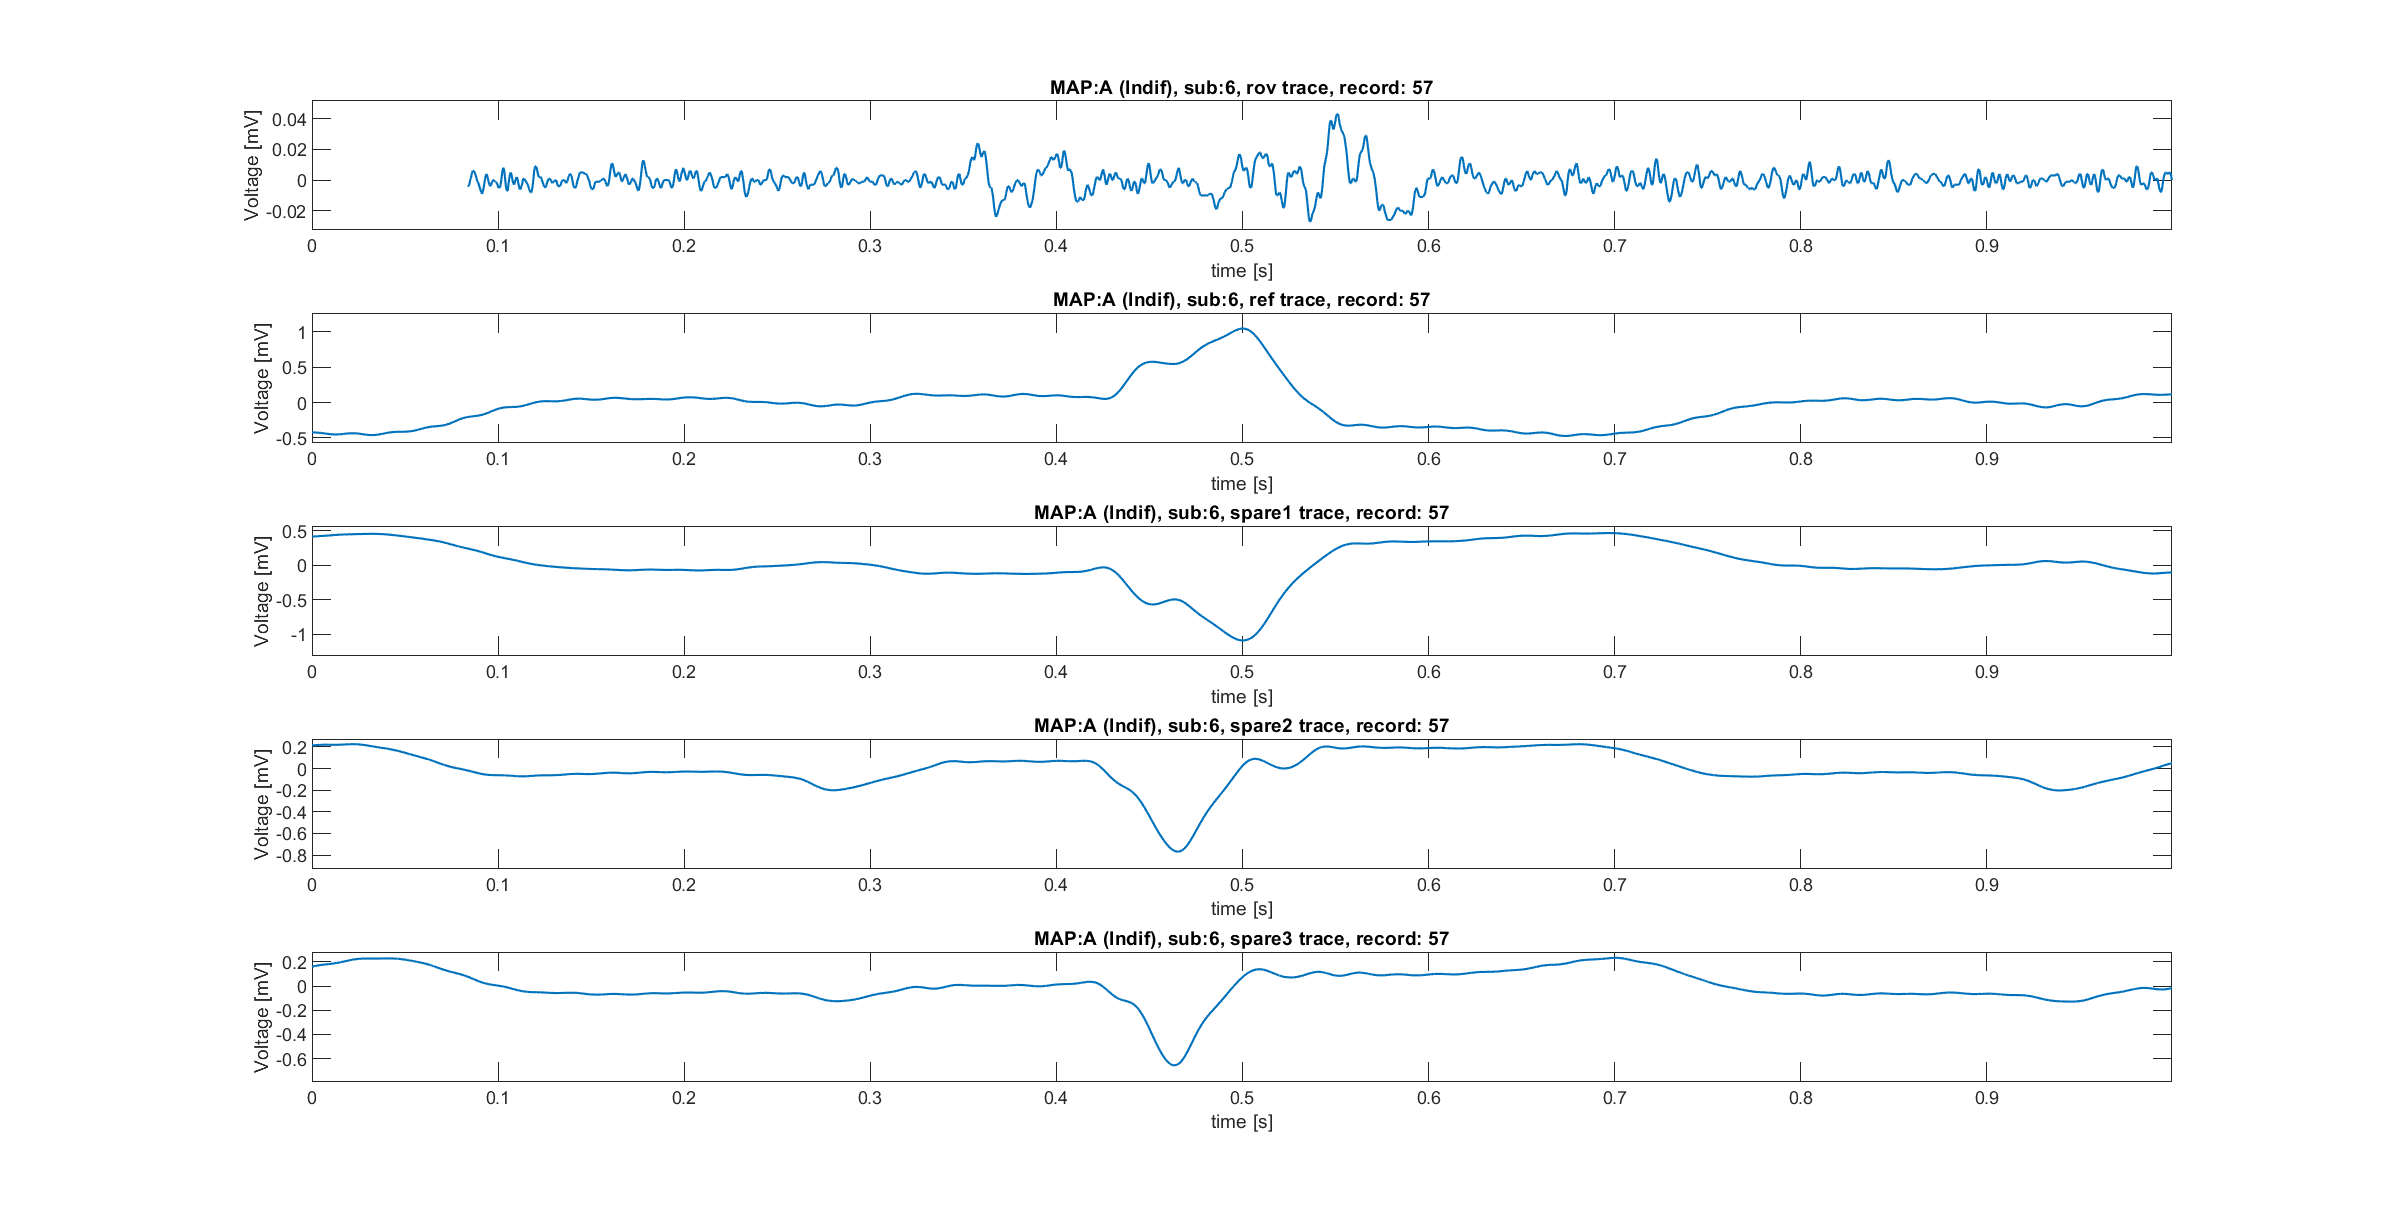 MAP:A (Indif), sub:6, rov trace, record: 57
Voltage [mV]
0.04
0.02
0
-0.02
0 0.1 0.2 0.3 0.4 0.5 0.6 0.7 0.8 0.9
time [s]
MAP:A (Indif), sub:6, ref trace, record: 57
Voltage [mV]
1
0.5
0
-0.5
0 0.1 0.2 0.3 0.4 0.5 0.6 0.7 0.8 0.9
time [s]
MAP:A (Indif), sub:6, spare1 trace, record: 57
Voltage [mV]
0.5
0
-0.5
-1
0 0.1 0.2 0.3 0.4 0.5 0.6 0.7 0.8 0.9
time [s]
MAP:A (Indif), sub:6, spare2 trace, record: 57
Voltage [mV]
0.2
0
-0.2
-0.4
-0.6
-0.8
0 0.1 0.2 0.3 0.4 0.5 0.6 0.7 0.8 0.9
time [s]
MAP:A (Indif), sub:6, spare3 trace, record: 57
Voltage [mV]
0.2
0
-0.2
-0.4
-0.6
0 0.1 0.2 0.3 0.4 0.5 0.6 0.7 0.8 0.9
time [s]